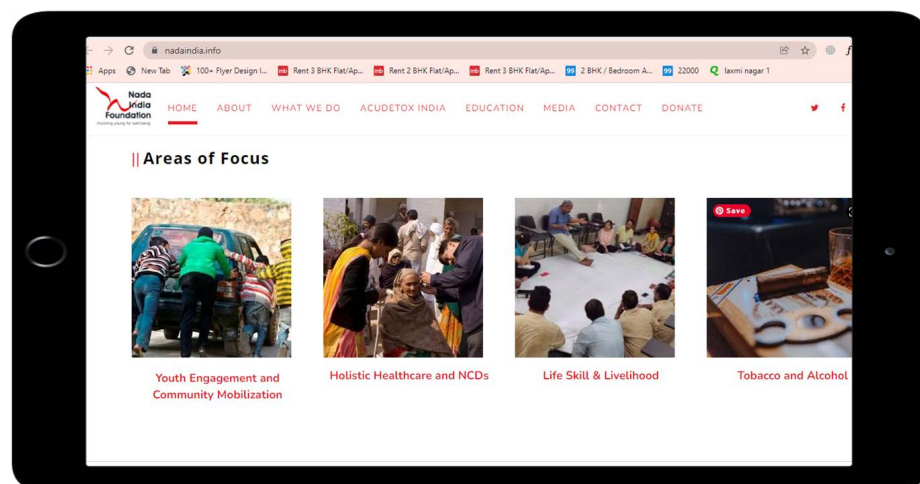 nadaindia.info
Apps New Tab 100+ Flyer Design I... Rent 3 BHK Flat/Ap... Rent 2 BHK Flat/Ap... Rent 3 BHK Flat/Ap... 2 BHK / Bedroom A... 22000 laxmi nagar 1
Nada
India
Foundation
HOME ABOUT WHAT WE DO ACUDETOX INDIA EDUCATION MEDIA CONTACT DONATE
|| Areas of Focus
Save
Youth Engagement and
Community Mobilization
Holistic Healthcare and NCDs
Life Skill & Livelihood
Tobacco and Alcohol